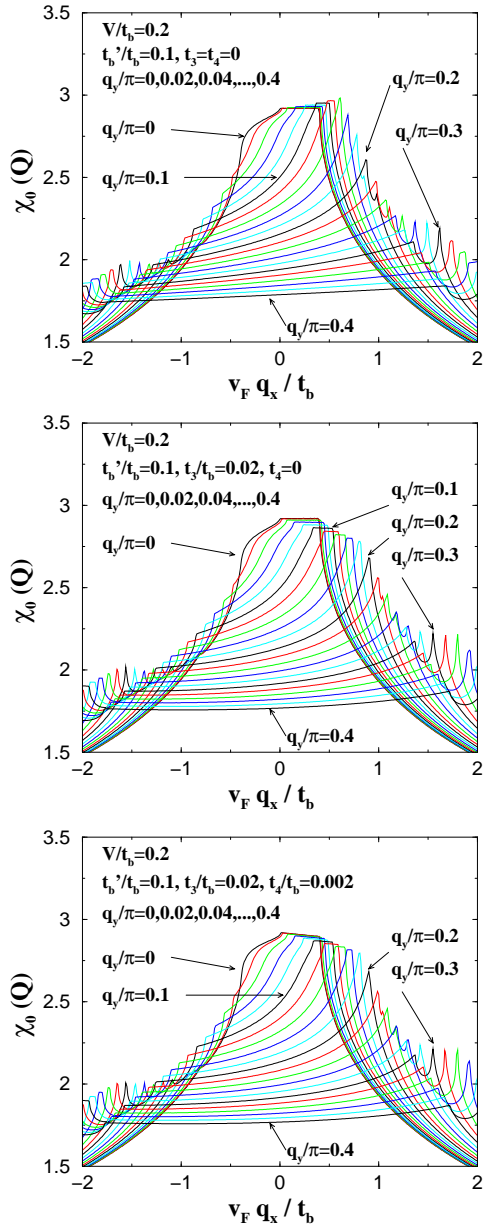 V/t_b=0.2
t_b'/t_b=0.1, t_3=t_4=0
q_y/π=0,0.02,0.04,...,0.4
q_y/π=0
q_y/π=0.2
q_y/π=0.1
q_y/π=0.3
q_y/π=0.4
χ_0 (Q)
3.5
3
2.5
2
1.5
−2 −1 0 1 2
v_F q_x / t_b
V/t_b=0.2
t_b'/t_b=0.1, t_3/t_b=0.02, t_4=0
q_y/π=0,0.02,0.04,...,0.4
q_y/π=0.1
q_y/π=0
q_y/π=0.2
q_y/π=0.3
q_y/π=0.4
χ_0 (Q)
3.5
3
2.5
2
1.5
−2 −1 0 1 2
v_F q_x / t_b
V/t_b=0.2
t_b'/t_b=0.1, t_3/t_b=0.02, t_4/t_b=0.002
q_y/π=0,0.02,0.04,...,0.4
q_y/π=0
q_y/π=0.2
q_y/π=0.1
q_y/π=0.3
q_y/π=0.4
χ_0 (Q)
3.5
3
2.5
2
1.5
−2 −1 0 1 2
v_F q_x / t_b